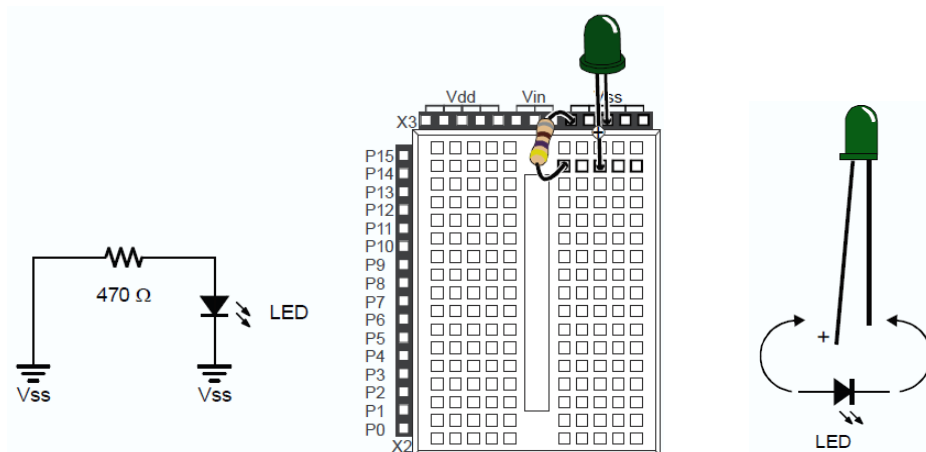 470 Ω
LED
Vss
Vss
Vdd
Vin
Vss
X3
P15
P14
P13
P12
P11
P10
P9
P8
P7
P6
P5
P4
P3
P2
P1
P0
X2
+
+
LED